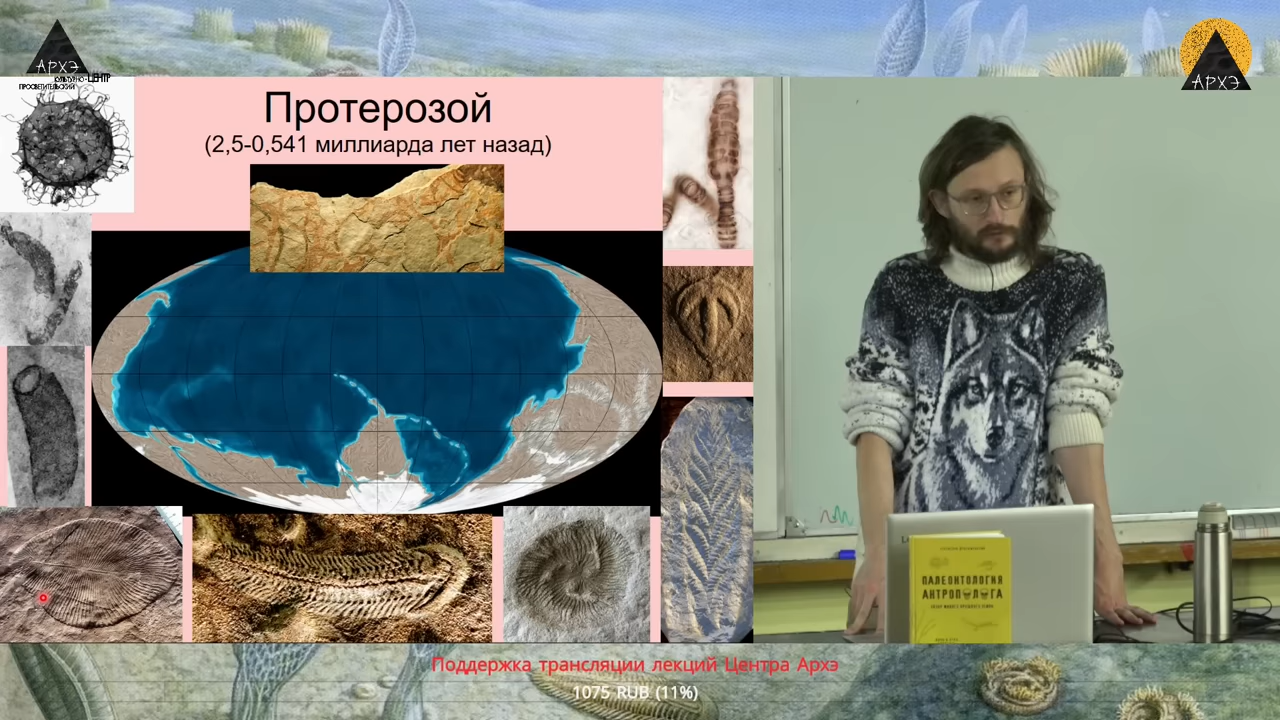 АРХЭ
КУЛЬТУРНО-ЦЕНТР
ПРОСВЕТИТЕЛЬСКИЙ
АРХЭ
Протерозой
(2,5-0,541 миллиарда лет назад)
ПАЛЕОНТОЛОГИЯ
АНТРОПОЛОГА
Поддержка трансляции лекций Центра Архэ
1075 RUB (11%)